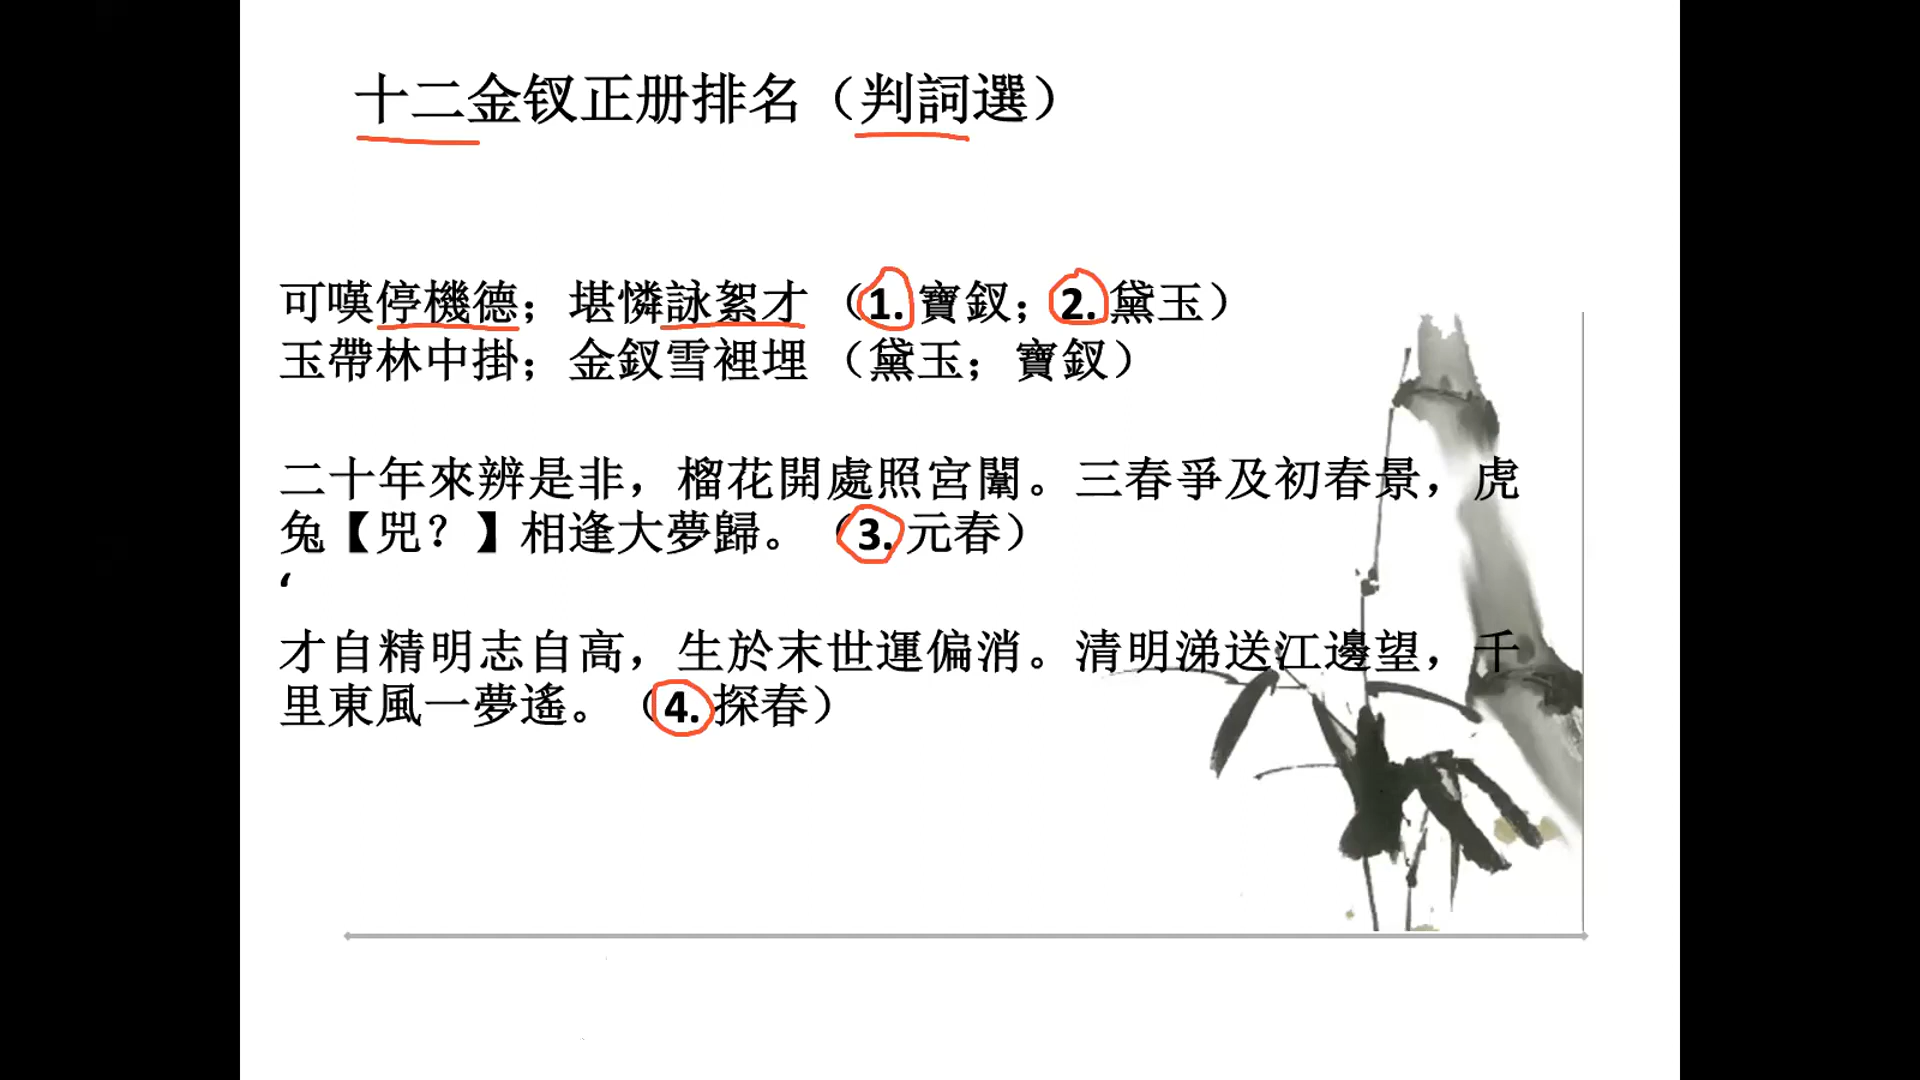 十二金钗正册排名（判詞選）
可嘆停機德；堪憐詠絮才（1.寶釵；2.黛玉）
玉帶林中掛；金釵雪裡埋（黛玉；寶釵）
二十年來辨是非，榴花開處照宮闈。三春爭及初春景，虎
兔【兕？】相逢大夢歸。（3.元春）
‘
才自精明志自高，生於末世運偏消。清明涕送江邊望，千
里東風一夢遙。（4.探春）